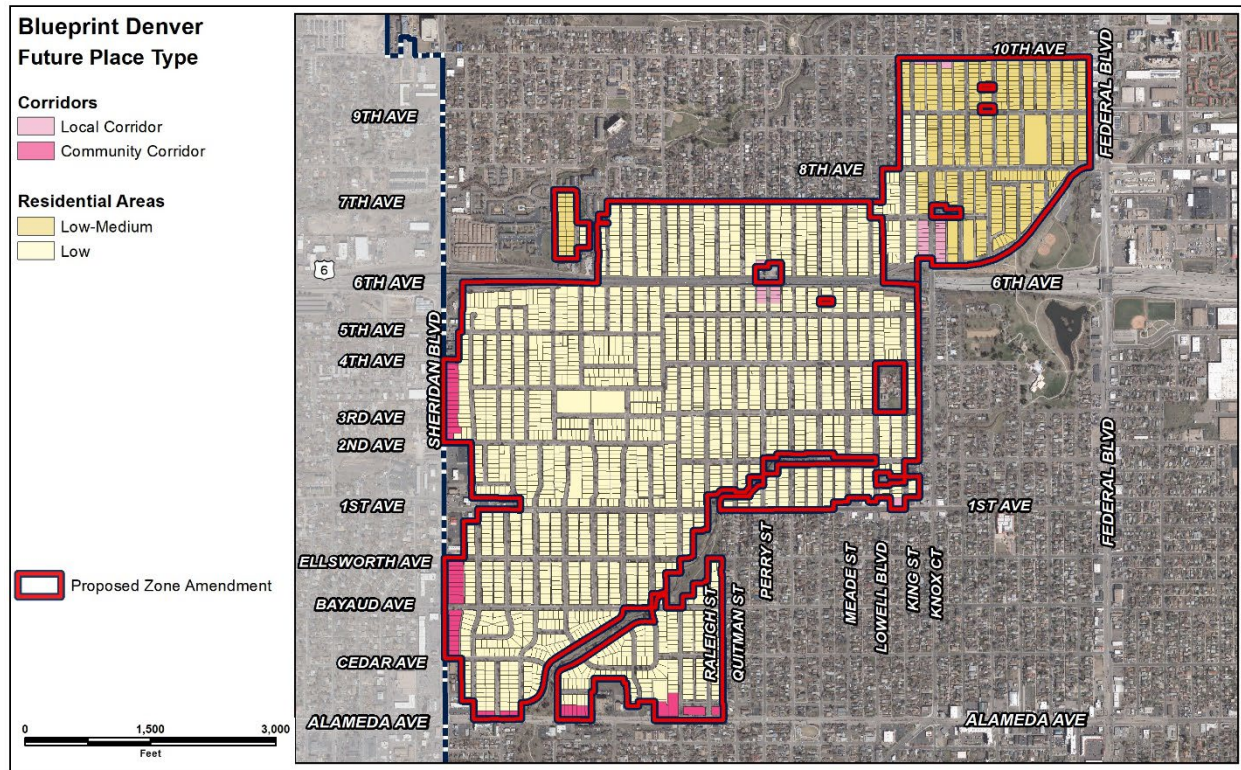 Blueprint Denver
Future Place Type
Corridors
Local Corridor
Community Corridor
Residential Areas
Low-Medium
Low
Proposed Zone Amendment
0 1,500 3,000
Feet
10TH AVE
9TH AVE
8TH AVE
7TH AVE
6
6TH AVE
6TH AVE
5TH AVE
4TH AVE
3RD AVE
2ND AVE
1ST AVE
1ST AVE
ELLSWORTH AVE
BAYAUD AVE
CEDAR AVE
ALAMEDA AVE
ALAMEDA AVE
SHERIDAN BLVD
RALEIGH ST
QUITMAN ST
PERRY ST
MEADE ST
LOWELL BLVD
KING ST
KNOX CT
FEDERAL BLVD
FEDERAL BLVD